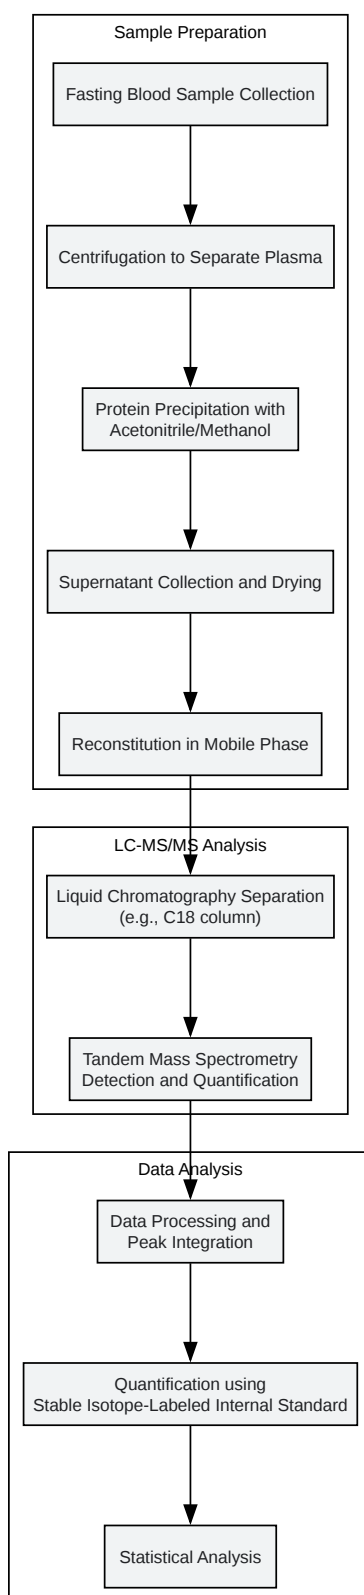 Sample Preparation
Fasting Blood Sample Collection
Centrifugation to Separate Plasma
Protein Precipitation with
Acetonitrile/Methanol
Supernatant Collection and Drying
Reconstitution in Mobile Phase
LC-MS/MS Analysis
Liquid Chromatography Separation
(e.g., C18 column)
Tandem Mass Spectrometry
Detection and Quantification
Data Analysis
Data Processing and
Peak Integration
Quantification using
Stable Isotope-Labeled Internal Standard
Statistical Analysis